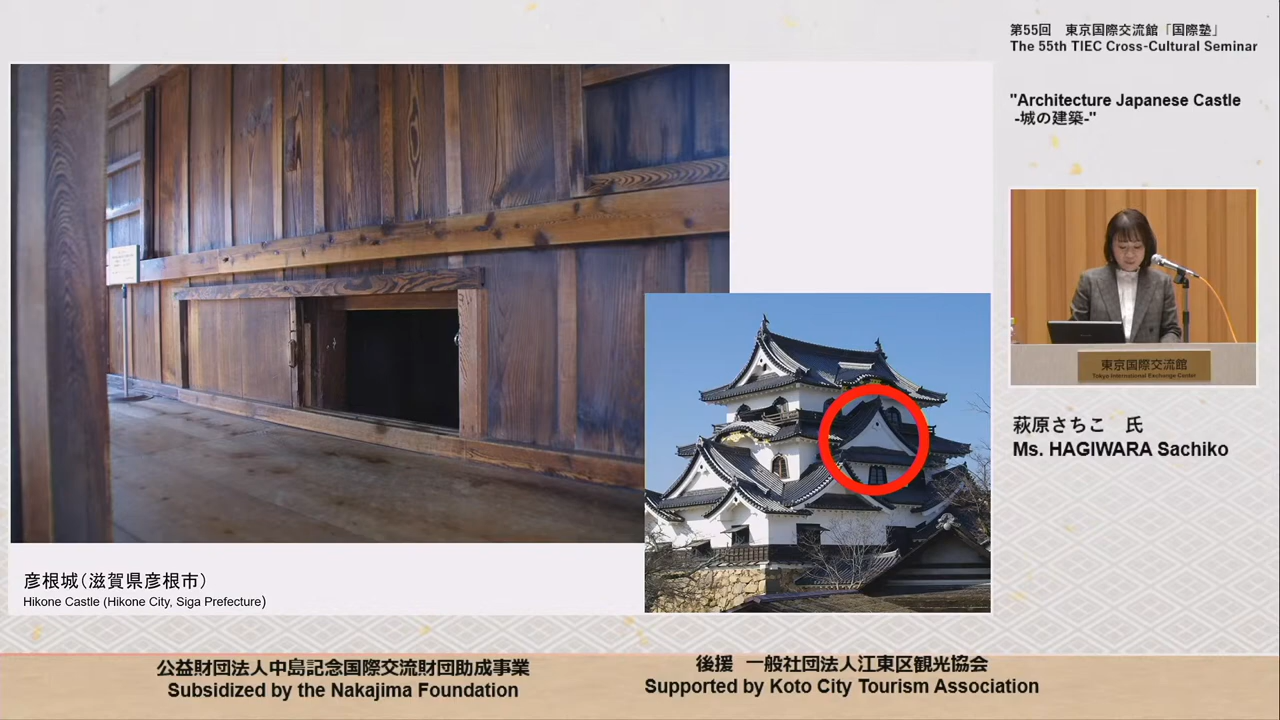 第55回　東京国際交流館「国際塾」
The 55th TIEC Cross-Cultural Seminar
"Architecture Japanese Castle
-城の建築-"
東京国際交流館
Tokyo International Exchange Center
萩原さちこ　氏
Ms. HAGIWARA Sachiko
彦根城（滋賀県彦根市）
Hikone Castle (Hikone City, Siga Prefecture)
公益財団法人中島記念国際交流財団助成事業
Subsidized by the Nakajima Foundation
後援　一般社団法人江東区観光協会
Supported by Koto City Tourism Association